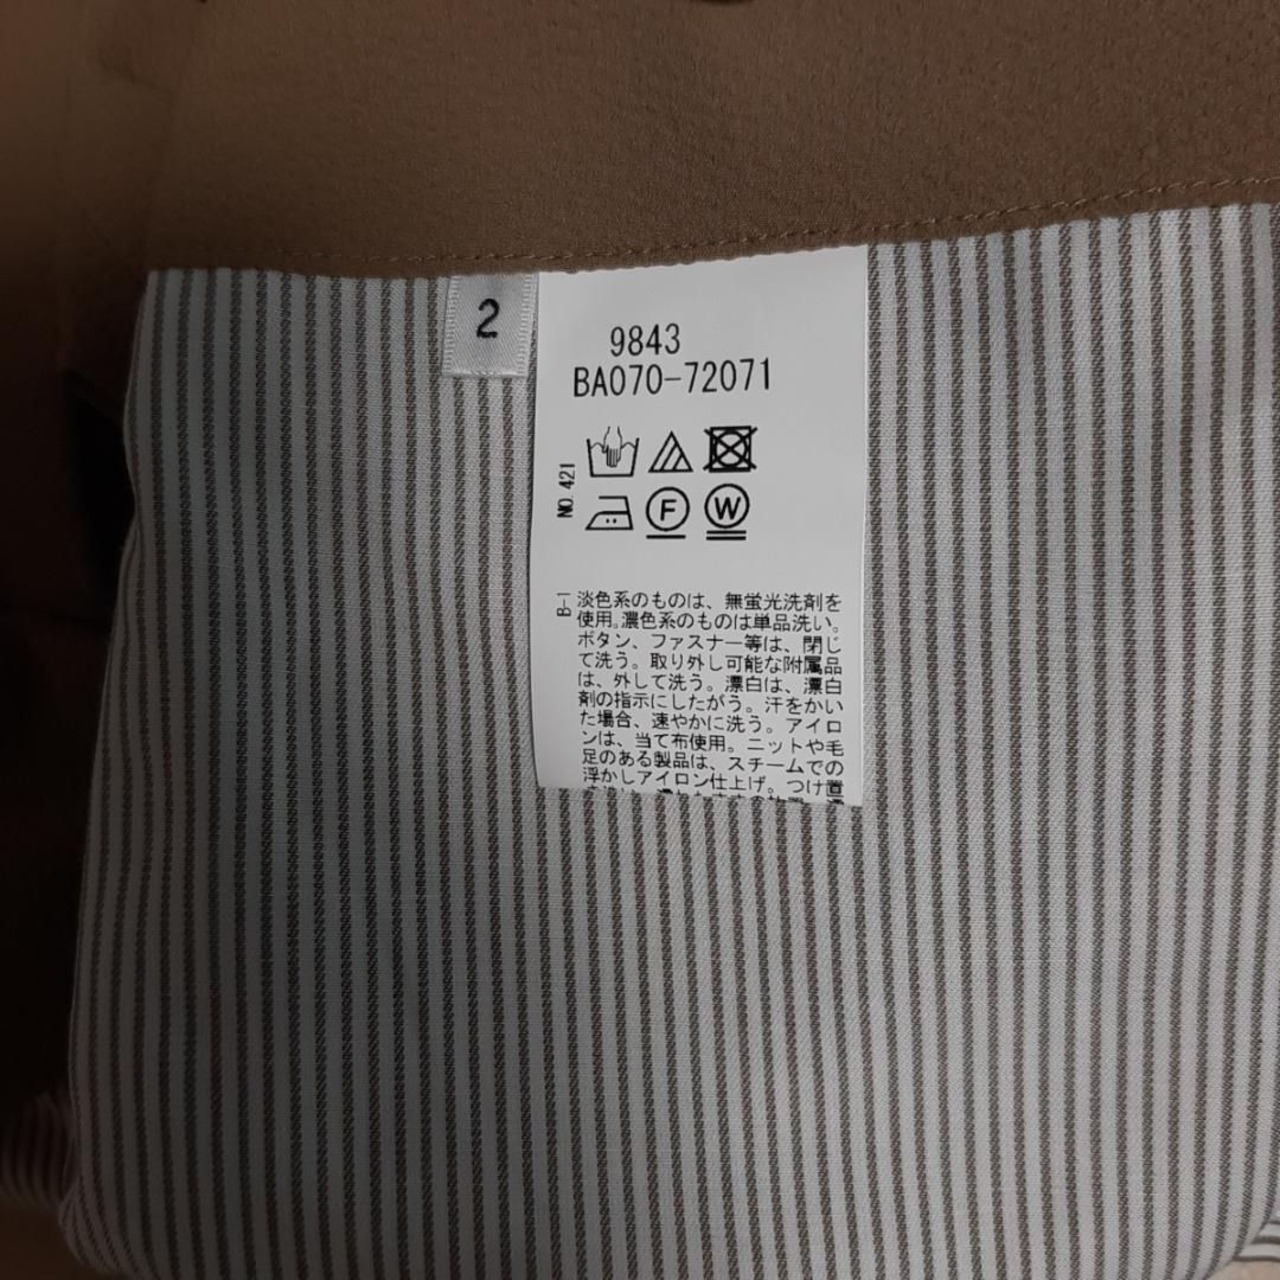 2
9843
BA070-72071
NO.421
F
W
B-1
淡色系のものは、無蛍光洗剤を
使用。濃色系のものは単品洗い。
ボタン、ファスナー等は、閉じ
て洗う。取り外し可能な附属品
は、外して洗う。漂白は、漂白
剤の指示にしたがう。汗をかい
た場合、速やかに洗う。アイロ
ンは、当て布使用。ニットや毛
足のある製品は、スチームでの
浮かしアイロン仕上げ。つけ置